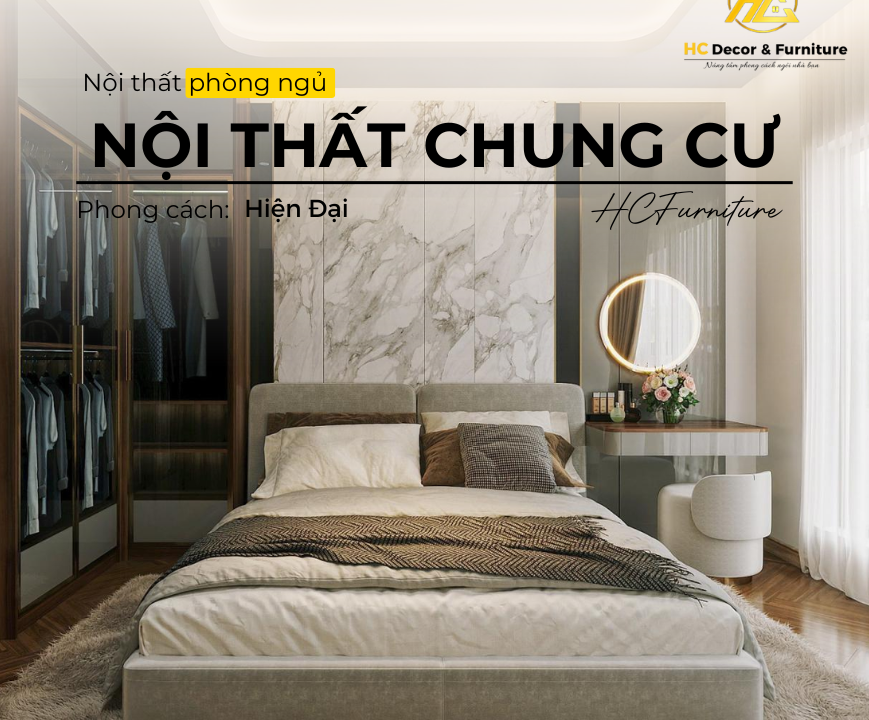 HC Decor & Furniture
Nâng tầm phong cách ngôi nhà bạn
Nội thất phòng ngủ
NỘI THẤT CHUNG CƯ
Phong cách: Hiện Đại
HCFurniture